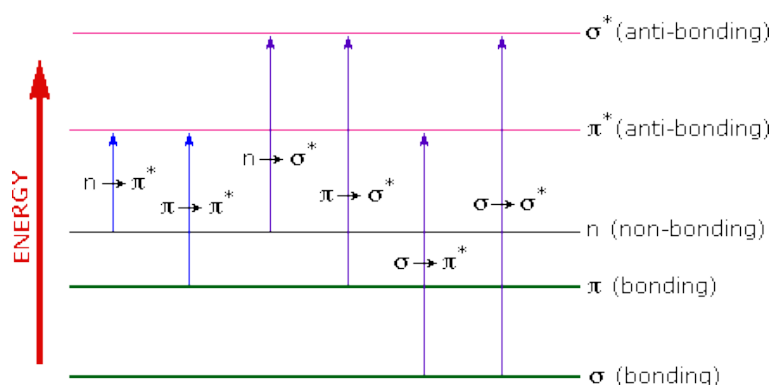 σ* (anti-bonding)
π* (anti-bonding)
n → σ*
n → π*
π → σ*
π → π*
σ → σ*
ENERGY
n (non-bonding)
σ → π*
π (bonding)
σ (bonding)